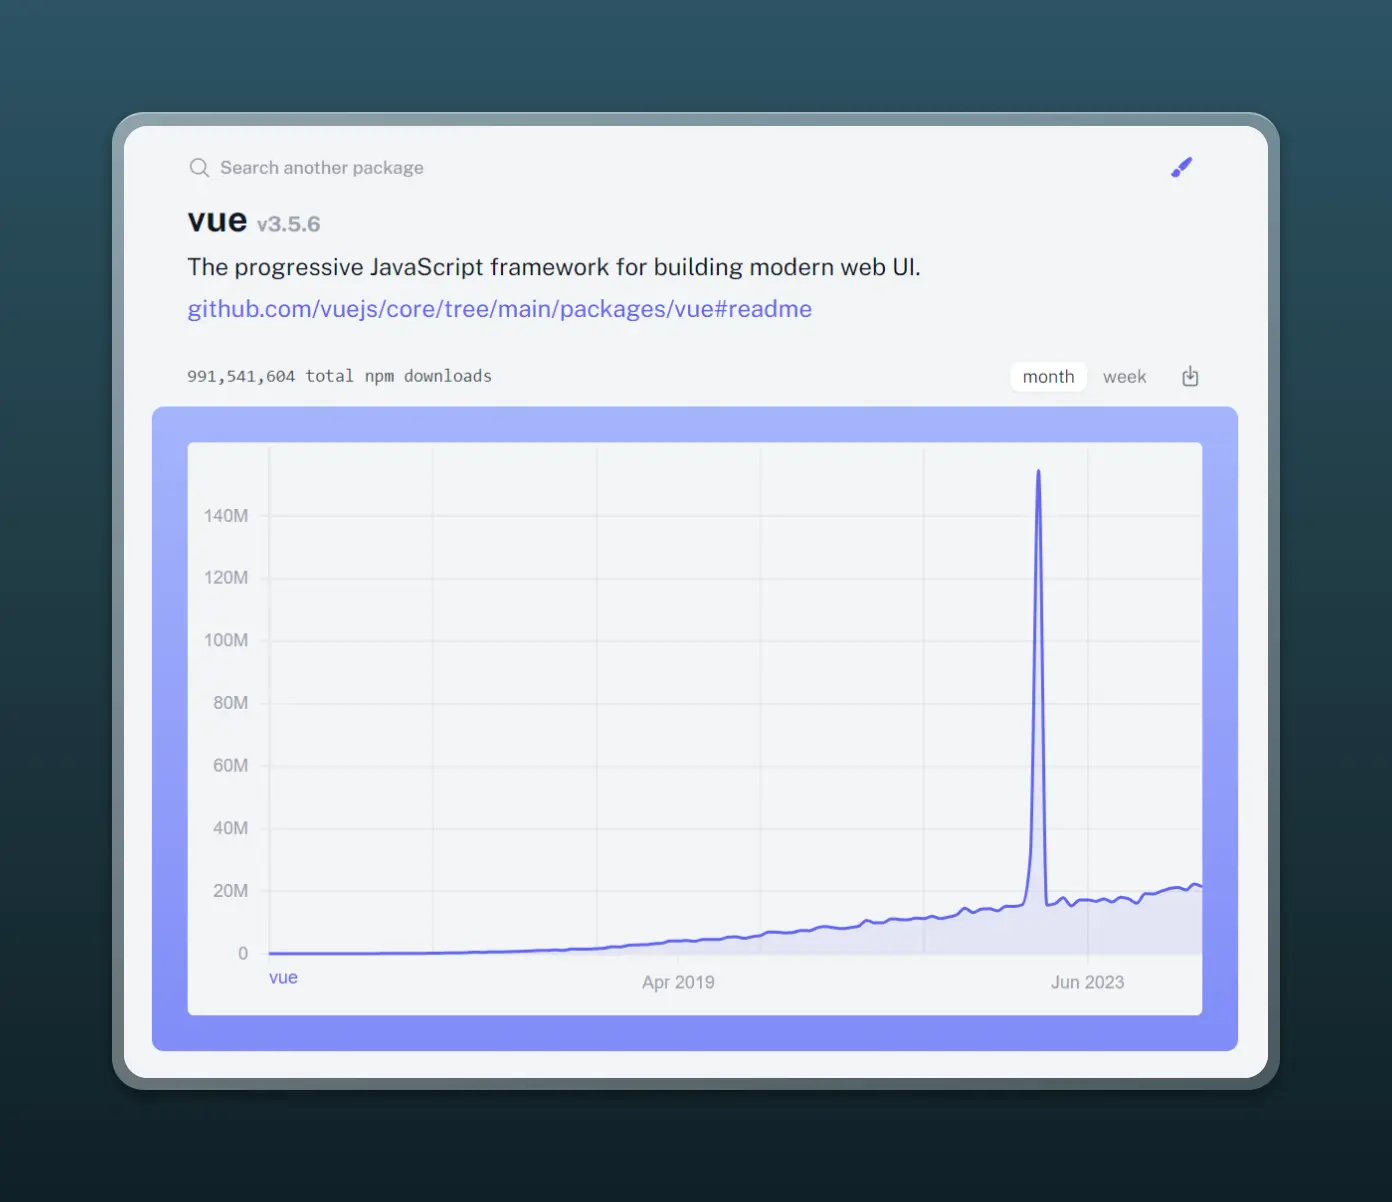 Search another package
vue v3.5.6
The progressive JavaScript framework for building modern web UI.
github.com/vuejs/core/tree/main/packages/vue#readme
991,541,604 total npm downloads
month week
140M
120M
100M
80M
60M
40M
20M
0
vue
Apr 2019
Jun 2023